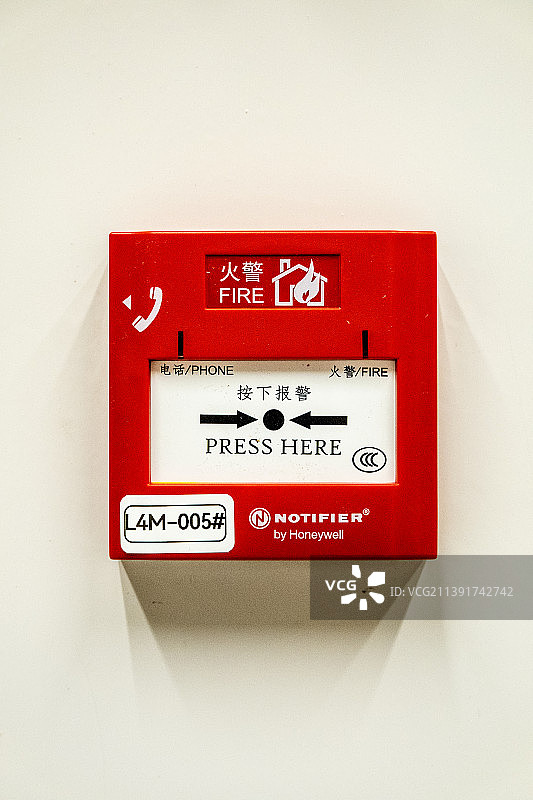 火警
FIRE
电话/PHONE
火警/FIRE
按下报警
PRESS HERE
L4M-005#
NOTIFIER®
by Honeywell
VCG
ID:VCG211391742742